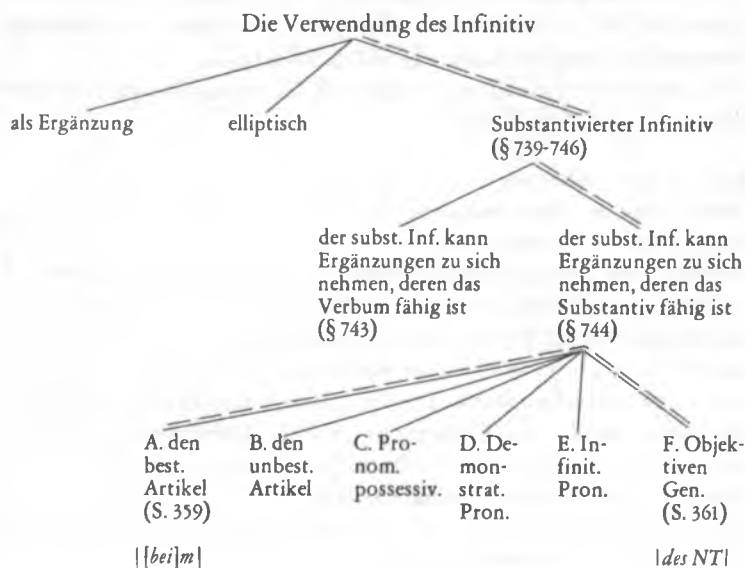 Die Verwendung des Infinitiv
als Ergänzung
elliptisch
Substantivierter Infinitiv
(§ 739-746)
der subst. Inf. kann
Ergänzungen zu sich
nehmen, deren das
Verbum fähig ist
(§ 743)
der subst. Inf. kann
Ergänzungen zu sich
nehmen, deren das
Substantiv fähig ist
(§ 744)
A. den
best.
Artikel
(S. 359)
B. den
unbest.
Artikel
C. Pro-
nom.
possessiv.
D. De-
mon-
strat.
Pron.
E. In-
finit.
Pron.
F. Objek-
tiven
Gen.
(S. 361)
|[bei]m|
|des NT|